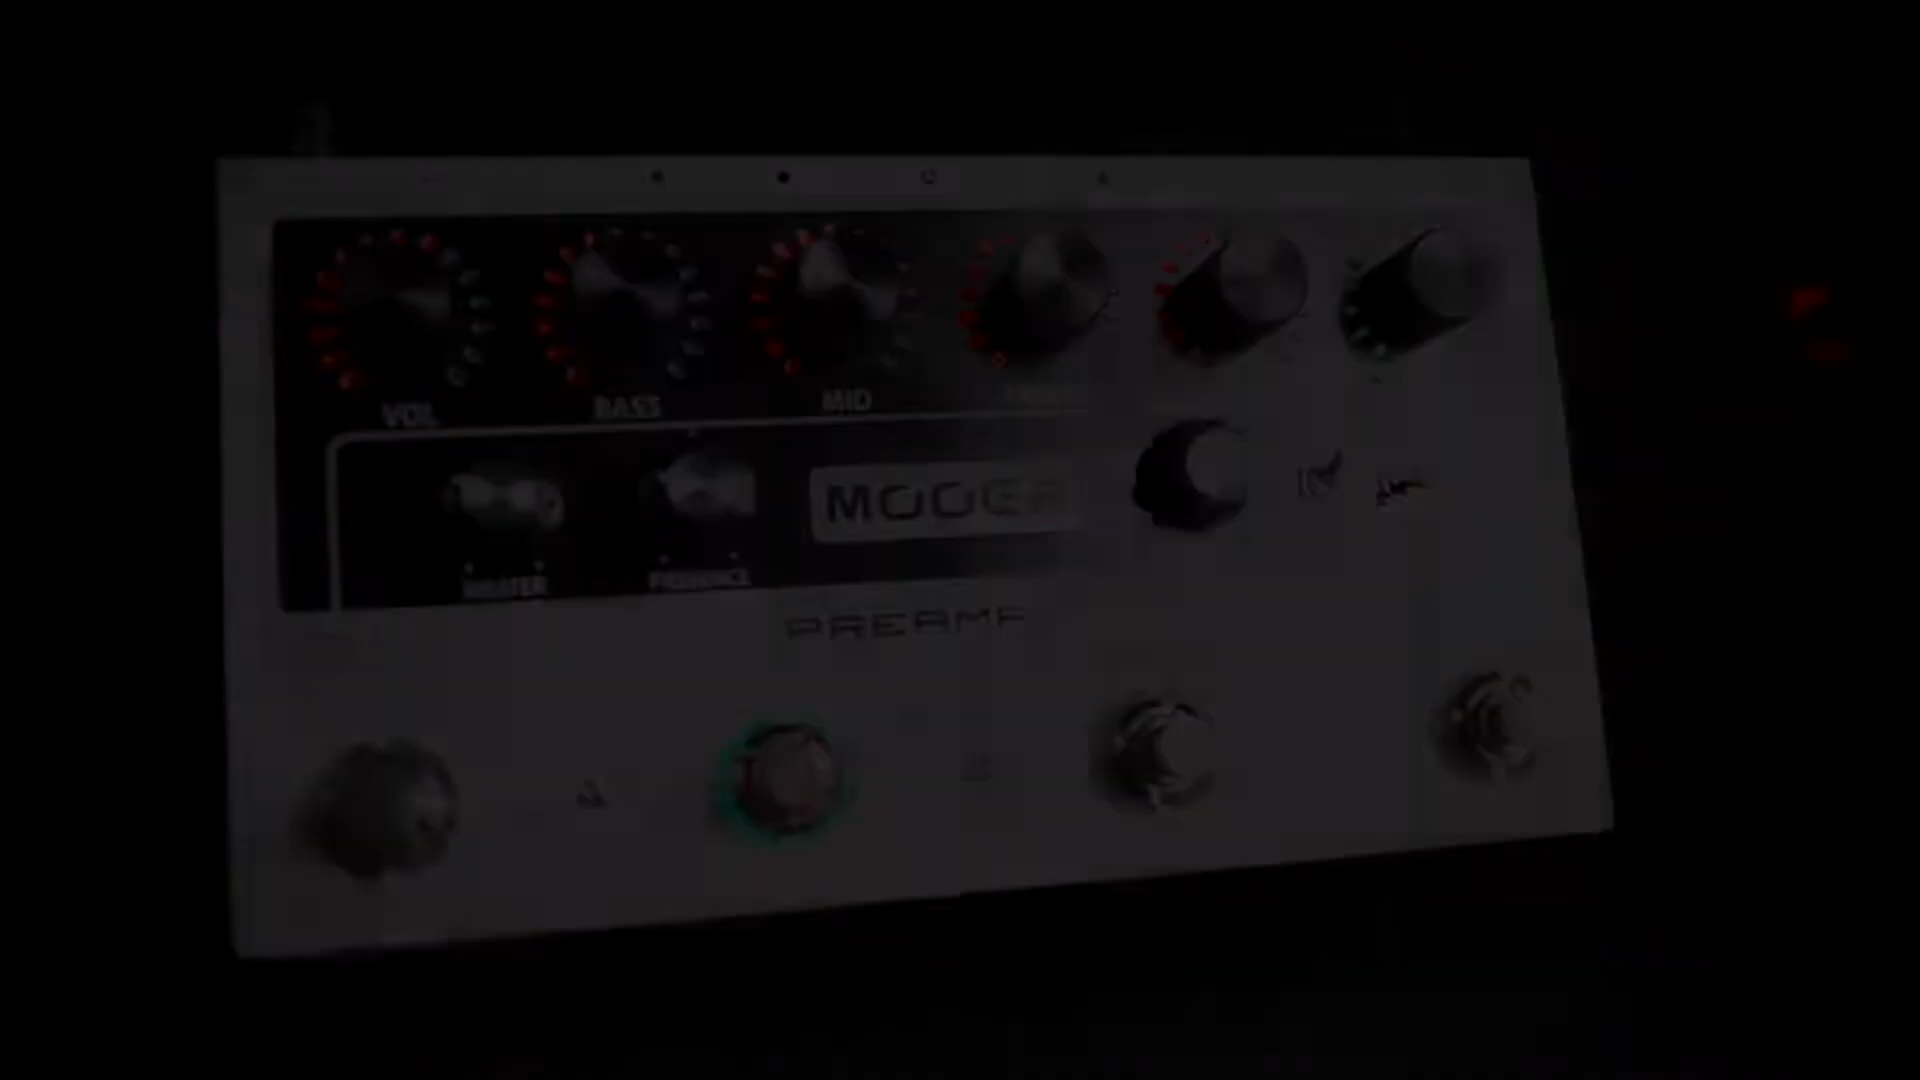 VOL BASS MID
MOOER
MASTER PRESENCE
PREAMP
A